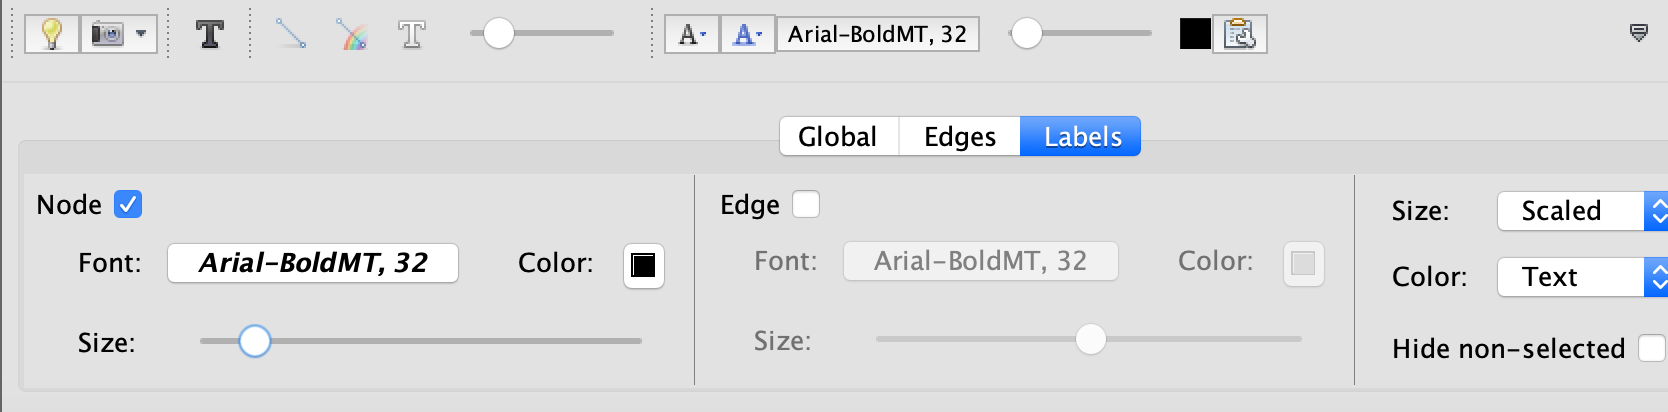 T T A A Arial-BoldMT, 32
Global Edges Labels
Node Edge
Size: Scaled
Font: Arial-BoldMT, 32 Color: Font: Arial-BoldMT, 32 Color:
Color: Text
Size: Size:
Hide non-selected